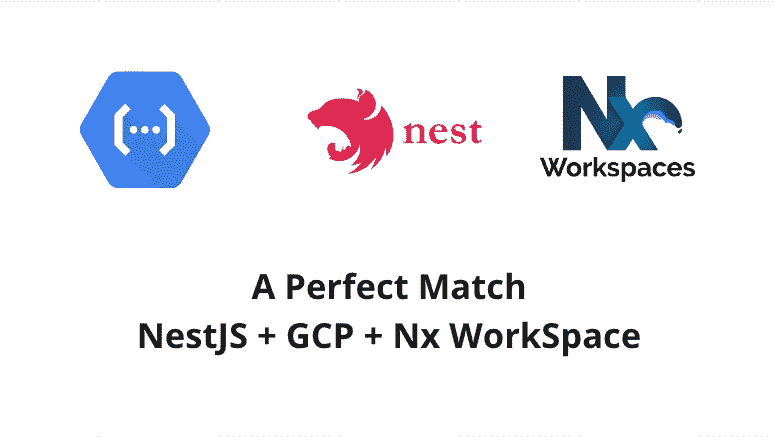 nest
Nx
Workspaces
A Perfect Match
NestJS + GCP + Nx WorkSpace